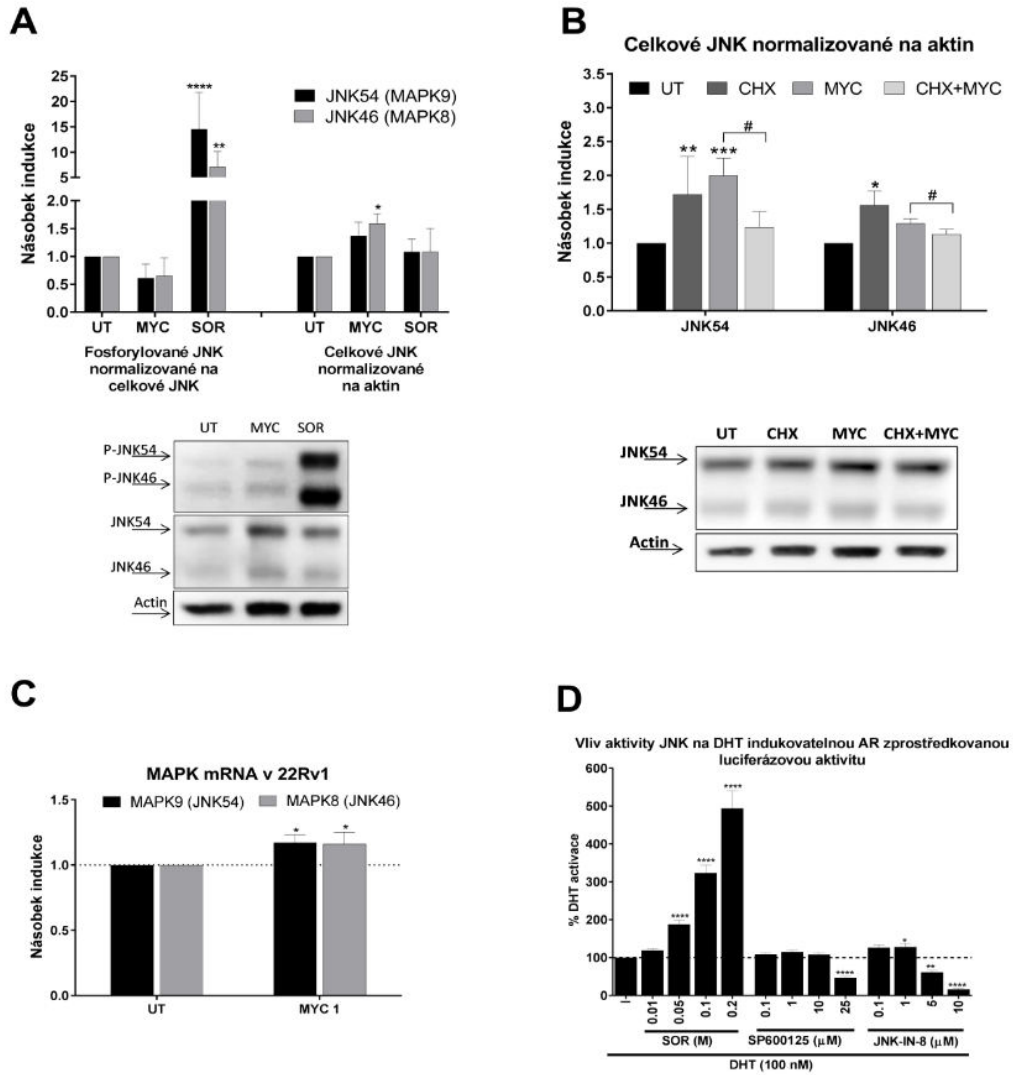 A
25
20
15
10
5
2.0
1.5
1.0
0.5
0.0
Násobek indukce
****
**
*
JNK54 (MAPK9)
JNK46 (MAPK8)
UT MYC SOR UT MYC SOR
Fosforylované JNK
normalizované na
celkové JNK
Celkové JNK
normalizované
na aktin
UT MYC SOR
P-JNK54
P-JNK46
JNK54
JNK46
Actin
B
Celkové JNK normalizované na aktin
3.5
3.0
2.5
2.0
1.5
1.0
0.5
0.0
Násobek indukce
UT CHX MYC CHX+MYC
** *** #
* #
JNK54 JNK46
UT CHX MYC CHX+MYC
JNK54
JNK46
Actin
C
MAPK mRNA v 22Rv1
MAPK9 (JNK54) MAPK8 (JNK46)
1.5
1.0
0.5
0.0
Násobek indukce
* *
UT MYC 1
D
Vliv aktivity JNK na DHT indukovatelnou AR zprostředkovanou
luciferázovou aktivitu
600
500
400
300
200
100
0
% DHT activace
**** **** **** **** * ** ****
I 0.01 0.05 0.1 0.2 0.1 1 10 25 0.1 1 5 10
SOR (M) SP600125 (μM) JNK-IN-8 (μM)
DHT (100 nM)